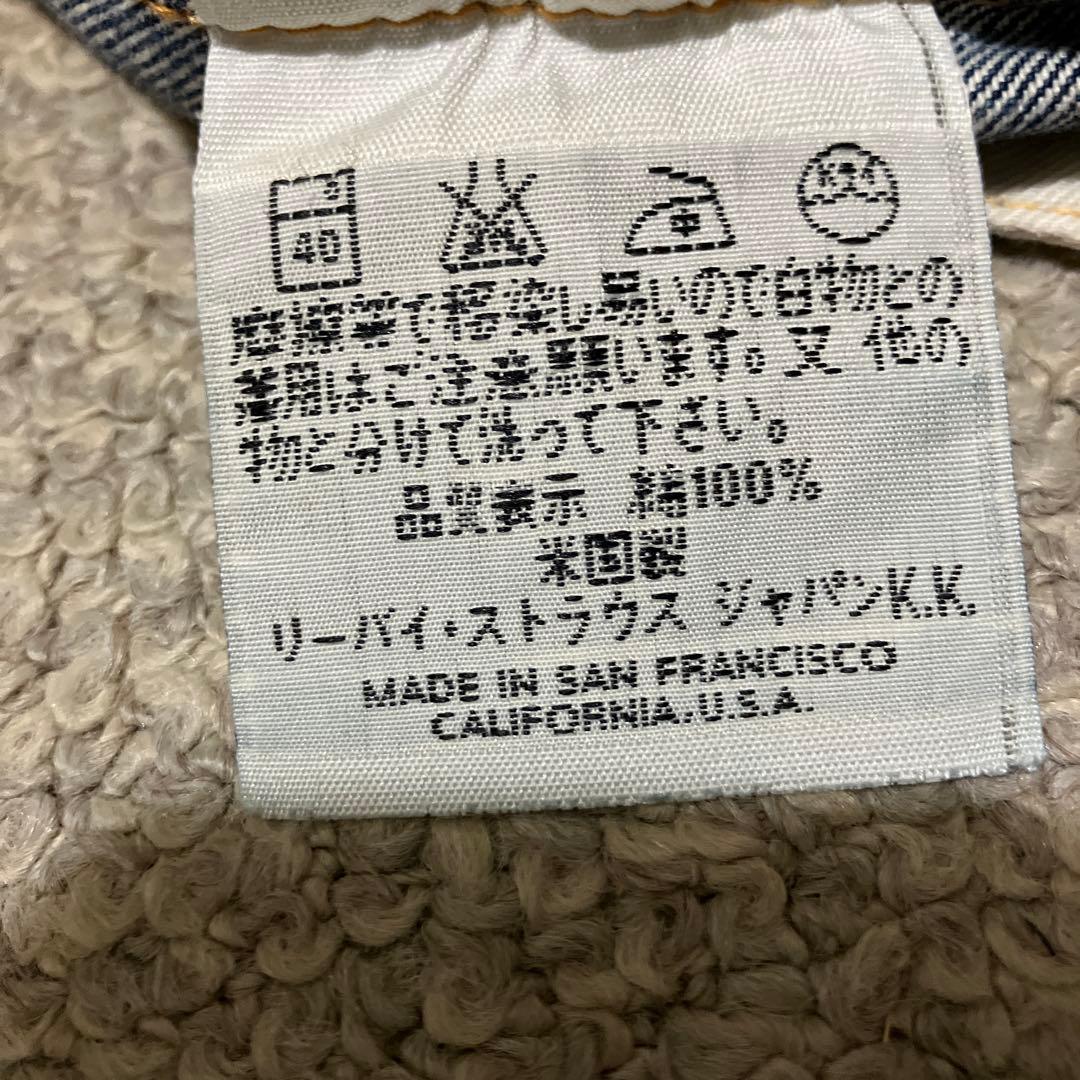 40
中
摩擦等で移染し易いので白物との
着用はご注意願います。又 他の
物と分けて洗って下さい。
品質表示 綿100%
米国製
リーバイ・ストラウス ジャパンK.K.
MADE IN SAN FRANCISCO
CALIFORNIA.U.S.A.